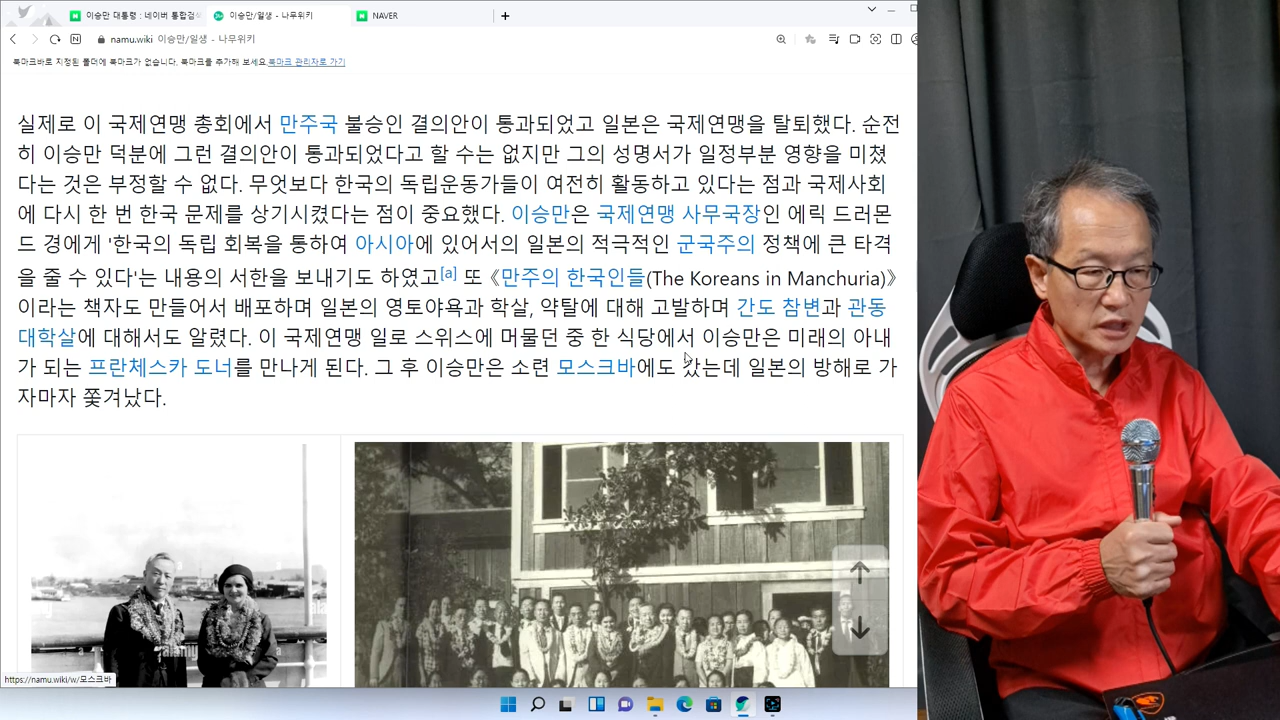 이승만 대통령 : 네이버 통합검색
이승만/일생 - 나무위키
NAVER
namu.wiki 이승만/일생 - 나무위키
북마크바로 지정된 폴더에 북마크가 없습니다. 북마크를 추가해 보세요.북마크 관리자로 가기
실제로 이 국제연맹 총회에서 만주국 불승인 결의안이 통과되었고 일본은 국제연맹을 탈퇴했다. 순전
히 이승만 덕분에 그런 결의안이 통과되었다고 할 수는 없지만 그의 성명서가 일정부분 영향을 미쳤
다는 것은 부정할 수 없다. 무엇보다 한국의 독립운동가들이 여전히 활동하고 있다는 점과 국제사회
에 다시 한 번 한국 문제를 상기시켰다는 점이 중요했다. 이승만은 국제연맹 사무국장인 에릭 드러몬
드 경에게 '한국의 독립 회복을 통하여 아시아에 있어서의 일본의 적극적인 군국주의 정책에 큰 타격
을 줄 수 있다'는 내용의 서한을 보내기도 하였고[a] 또 《만주의 한국인들(The Koreans in Manchuria)》
이라는 책자도 만들어서 배포하며 일본의 영토야욕과 학살, 약탈에 대해 고발하며 간도 참변과 관동
대학살에 대해서도 알렸다. 이 국제연맹 일로 스위스에 머물던 중 한 식당에서 이승만은 미래의 아내
가 되는 프란체스카 도너를 만나게 된다. 그 후 이승만은 소련 모스크바에도 갔는데 일본의 방해로 가
자마자 쫓겨났다.
alamy
https://namu.wiki/w/모스크바